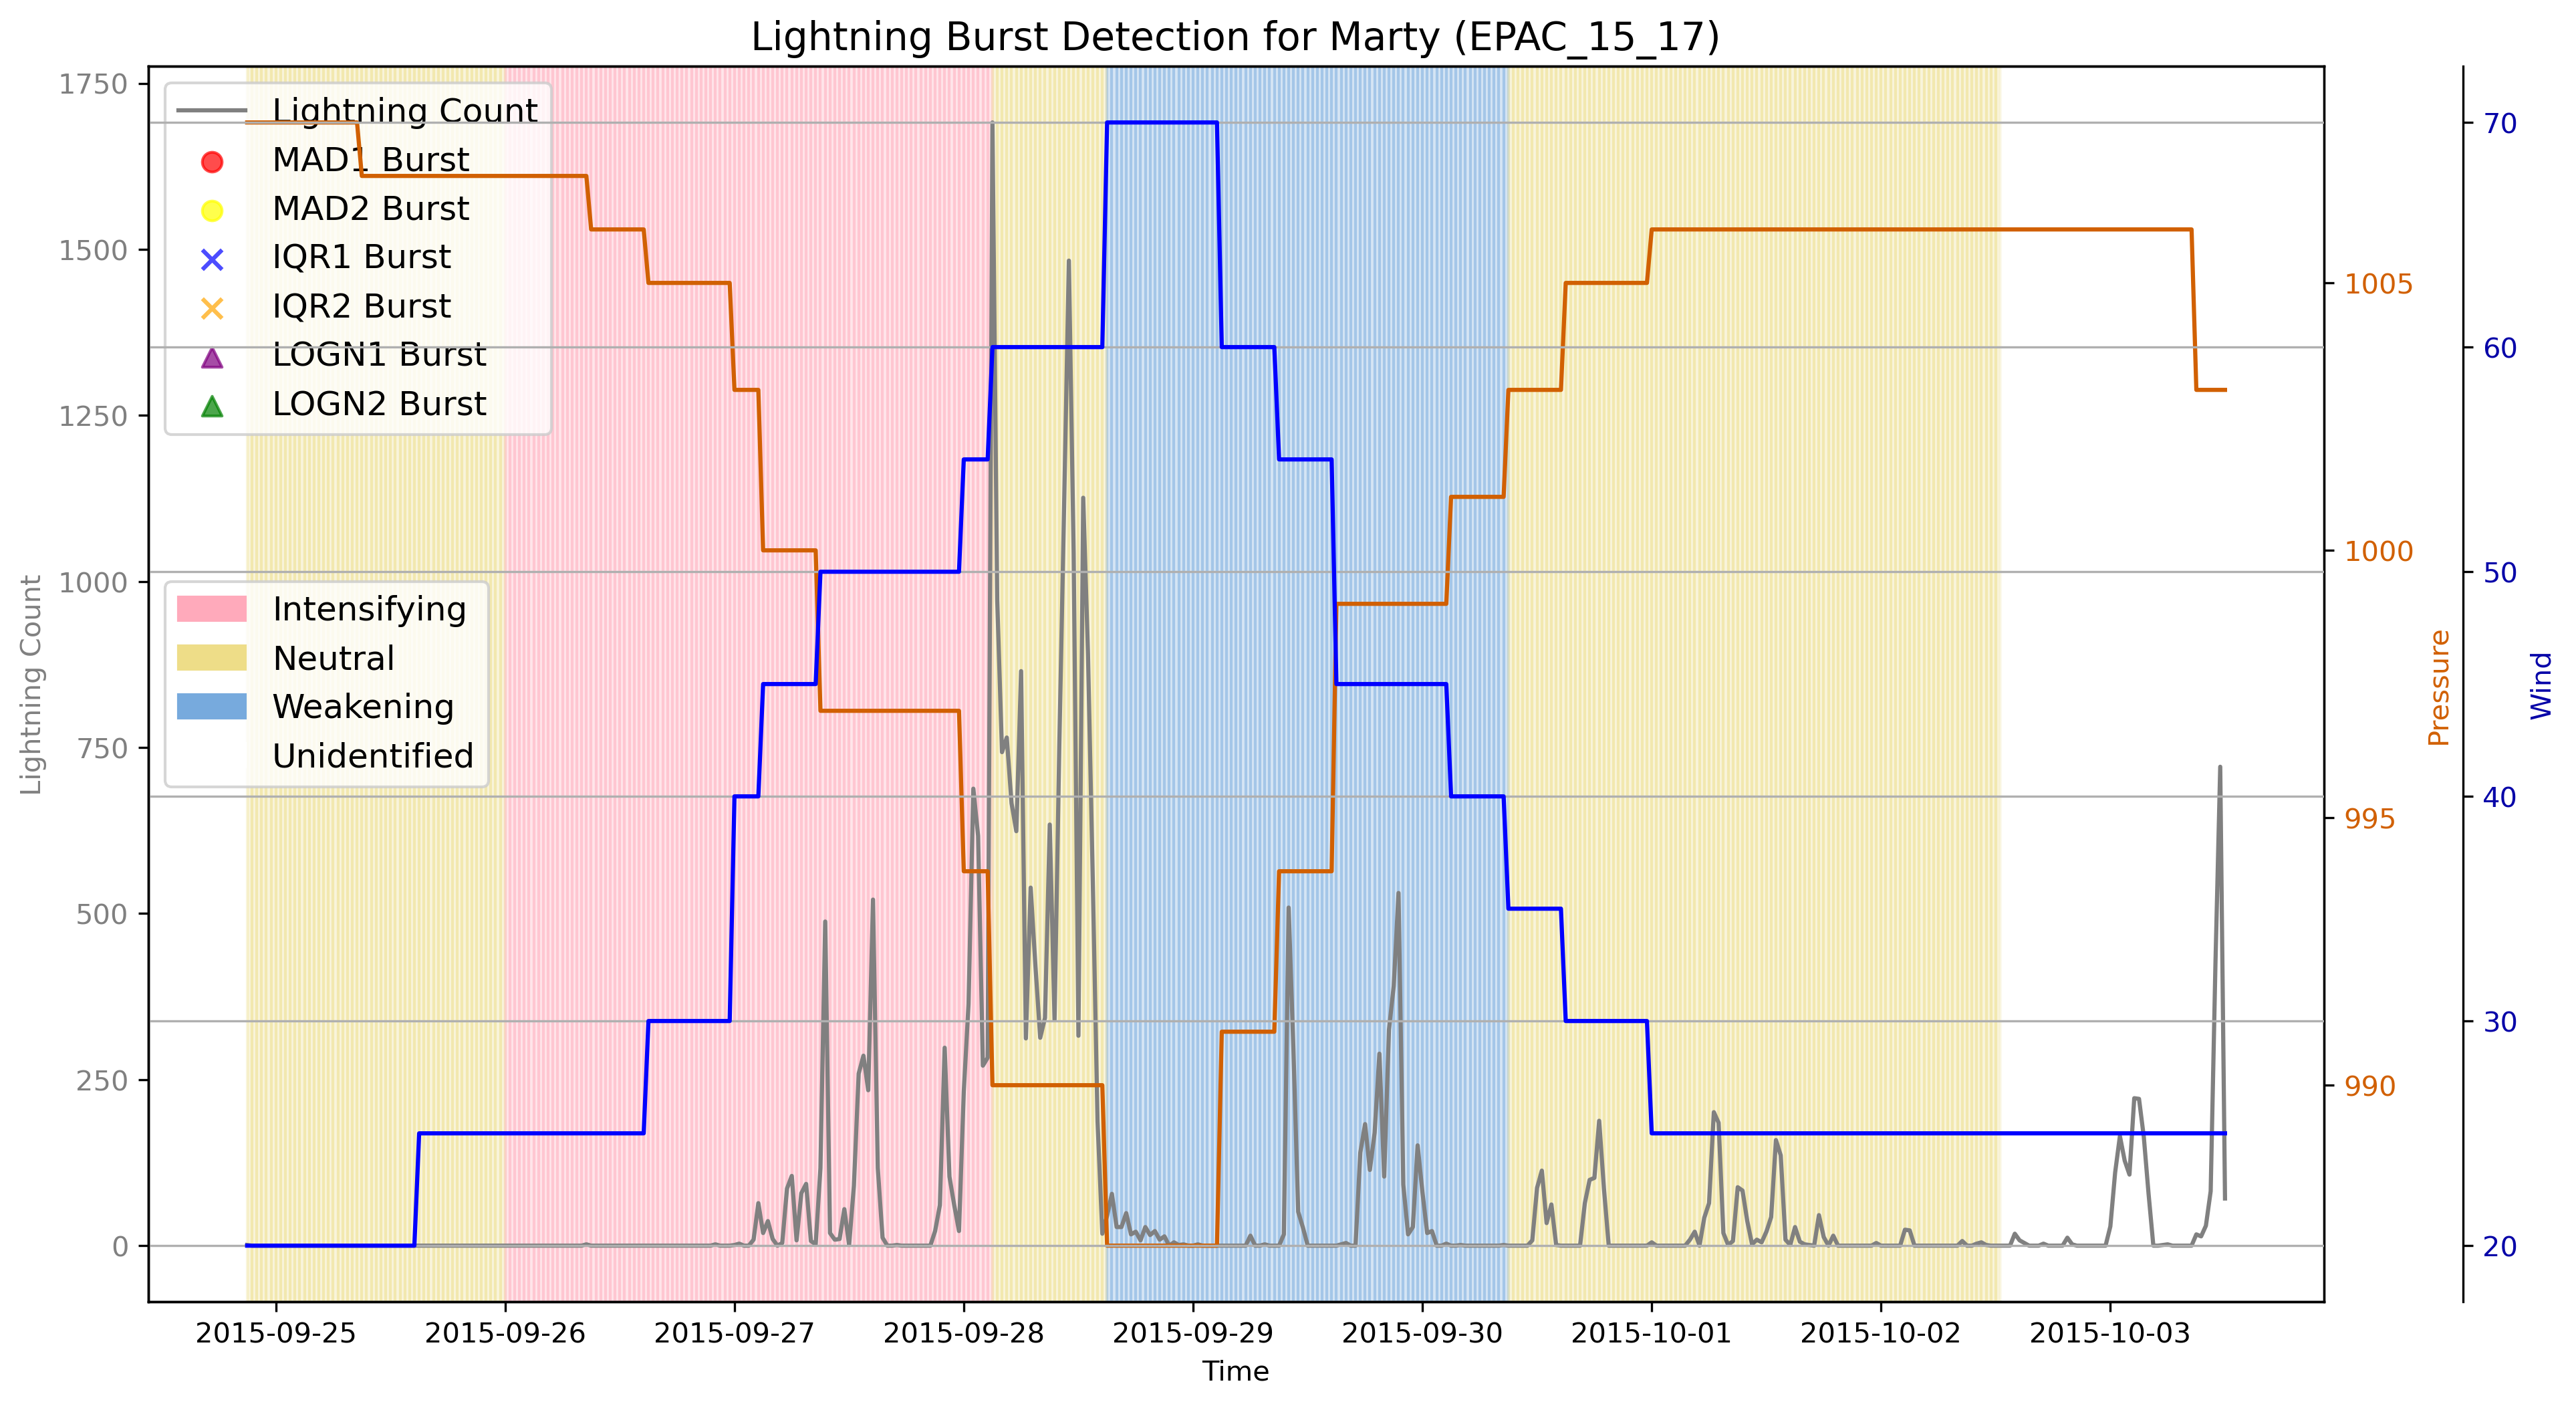 Lightning Burst Detection for Marty (EPAC_15_17)
Lightning Count
1750
1500
1250
1000
750
500
250
0
Lightning Count
MAD1 Burst
MAD2 Burst
IQR1 Burst
IQR2 Burst
LOGN1 Burst
LOGN2 Burst
Intensifying
Neutral
Weakening
Unidentified
1005
1000
995
990
Pressure
70
60
50
40
30
20
Wind
2015-09-25
2015-09-26
2015-09-27
2015-09-28
2015-09-29
2015-09-30
2015-10-01
2015-10-02
2015-10-03
Time